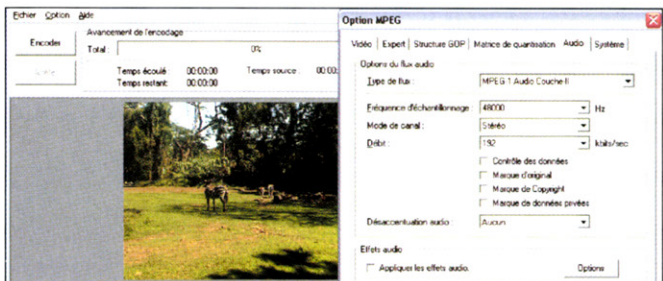 Fichier Option Aide
Encoder
Avancement de l'encodage
Total : 0%
Temps écoulé 00:00:00 Temps source : 00:00:
Temps restant: 00:00:00
Option MPEG
Vidéo Expert Structure GOP Matrice de quantisation Audio Système
Options du flux audio
Type de flux : MPEG 1 Audio Couche II
Fréquence d'échantillonnage : 48000 Hz
Mode de canal : Stéréo
Débit : 192 kbits/sec
Contrôle des données
Marque d'original
Marque de Copyright
Marque de données privées
Désaccentuation audio : Aucun
Effets audio
Appliquer les effets audio. Options